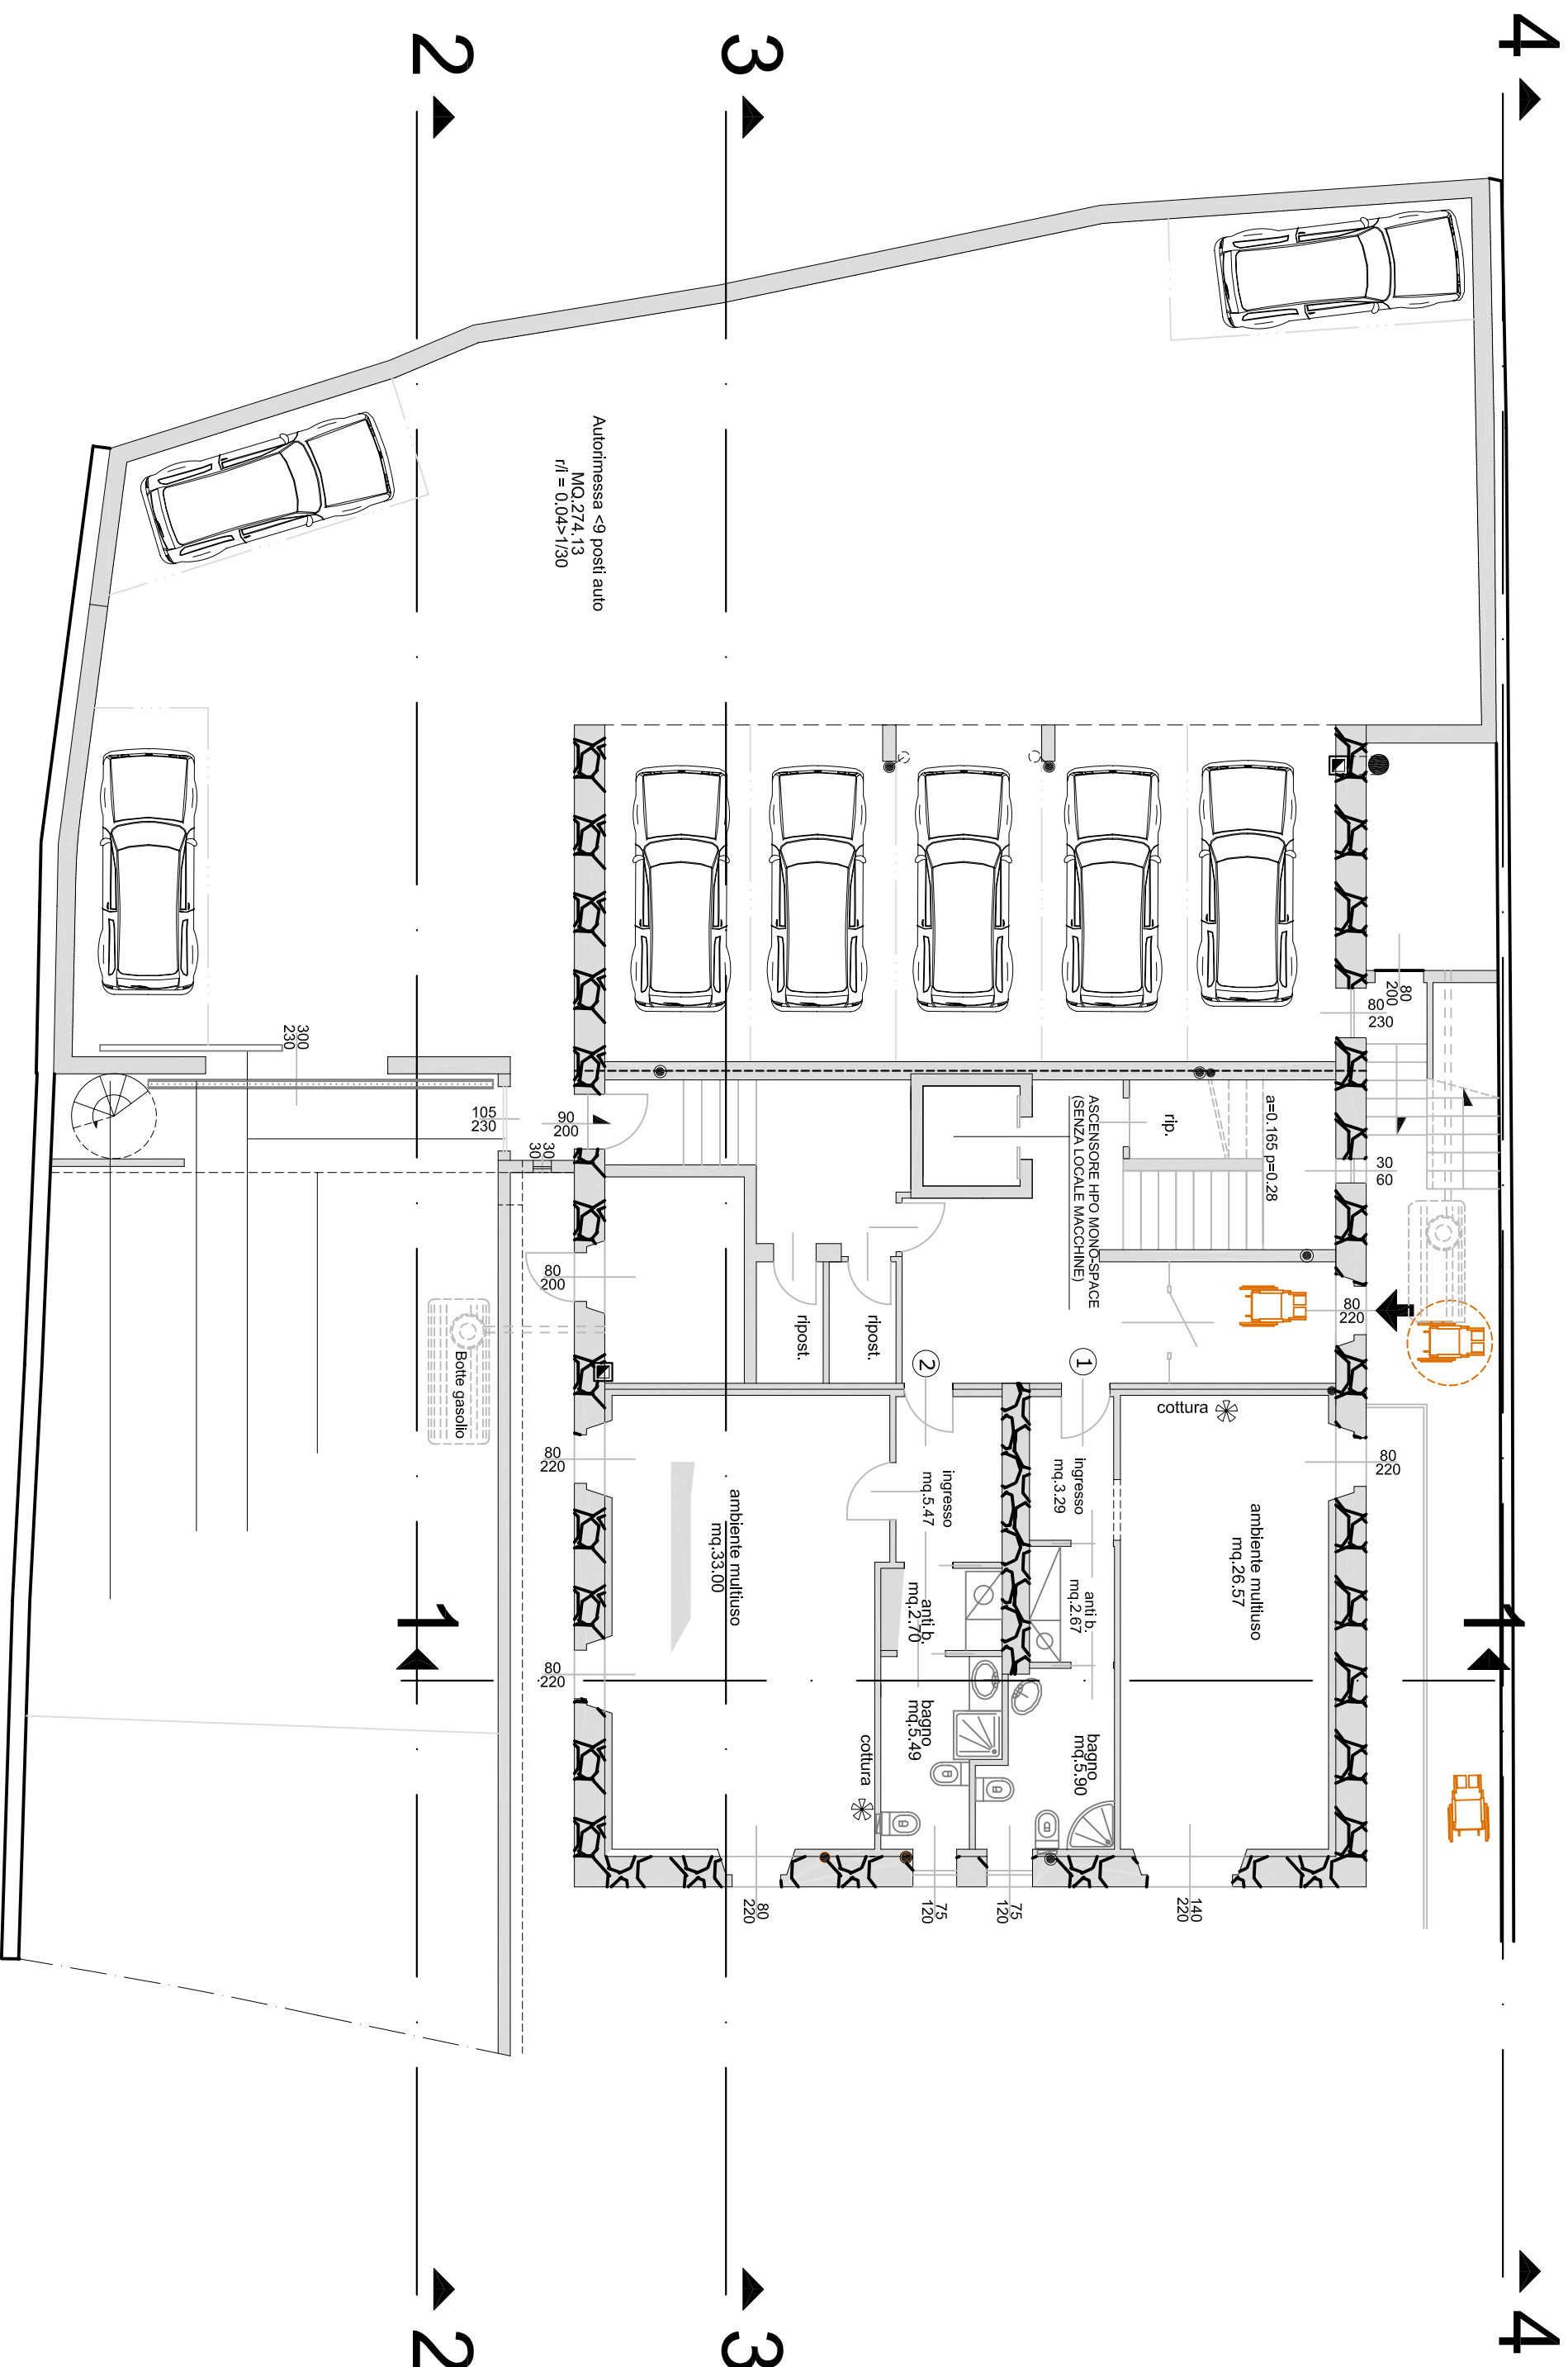 2
3
4
Autorimessa <9 posti auto
MQ.274.13
r/i = 0.04>1/30
300
230
105
230
90
200
30
30
80
200
80
230
30
60
a=0.165 p=0.28
rip.
ASCENSORE HPO MONO-SPACE
(SENZA LOCALE MACCHINE)
80
220
80
200
ripost.
ripost.
2
1
Botte gasolio
cottura
80
220
80
220
ingresso
mq.5.47
ingresso
mq.3.29
ambiente multiuso
mq.33.00
ambiente multiuso
mq.26.57
anti b.
mq.2.70
anti b.
mq.2.67
1
1
80
220
bagno
mq.5.49
bagno
mq.5.90
cottura
80
220
75
120
75
120
140
220
2
3
4